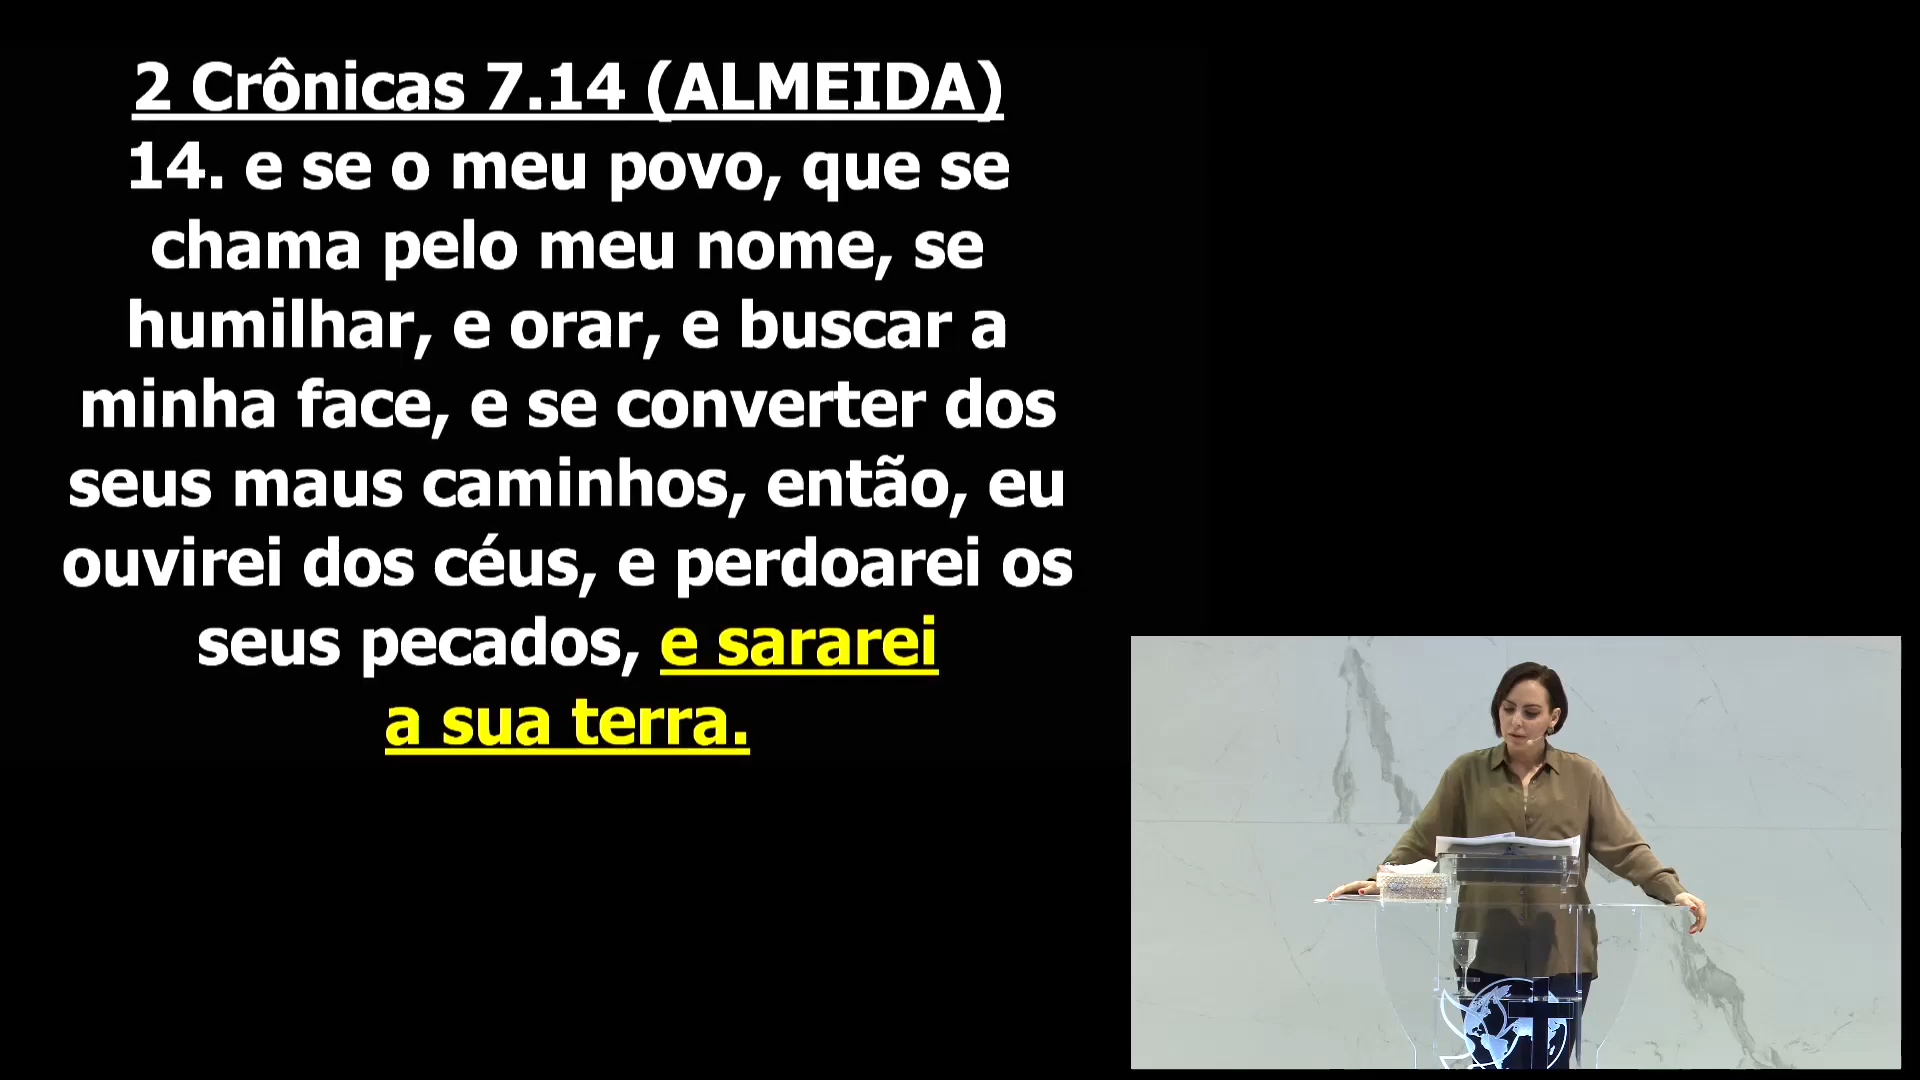 2 Crônicas 7.14 (ALMEIDA)
14. e se o meu povo, que se
chama pelo meu nome, se
humilhar, e orar, e buscar a
minha face, e se converter dos
seus maus caminhos, então, eu
ouvirei dos céus, e perdoarei os
seus pecados, e sararei
a sua terra.